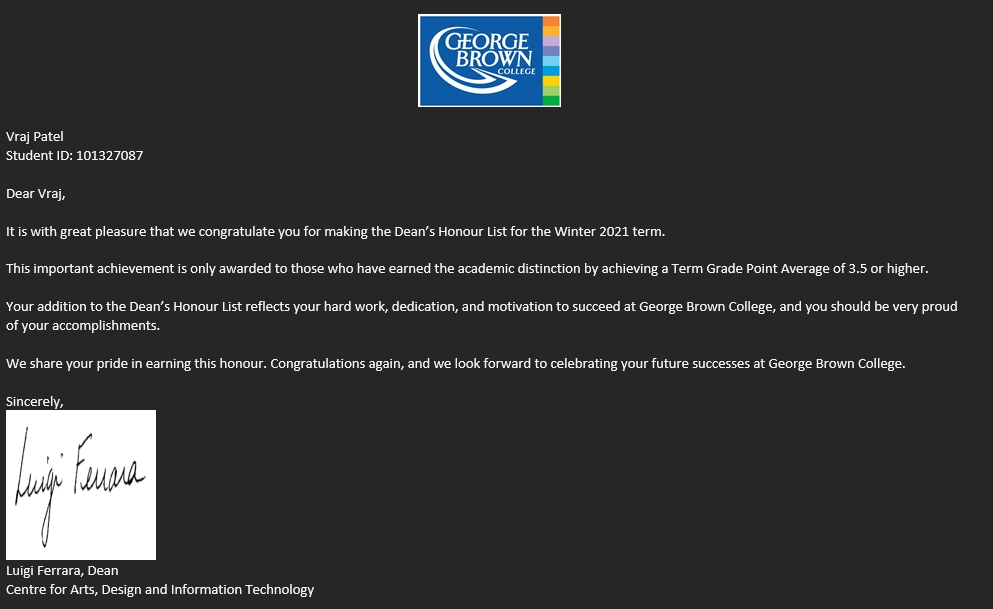 GEORGE
BROWN
COLLEGE
Vraj Patel
Student ID: 101327087
Dear Vraj,
It is with great pleasure that we congratulate you for making the Dean’s Honour List for the Winter 2021 term.
This important achievement is only awarded to those who have earned the academic distinction by achieving a Term Grade Point Average of 3.5 or higher.
Your addition to the Dean’s Honour List reflects your hard work, dedication, and motivation to succeed at George Brown College, and you should be very proud
of your accomplishments.
We share your pride in earning this honour. Congratulations again, and we look forward to celebrating your future successes at George Brown College.
Sincerely,
Luigi Ferrara
Luigi Ferrara, Dean
Centre for Arts, Design and Information Technology